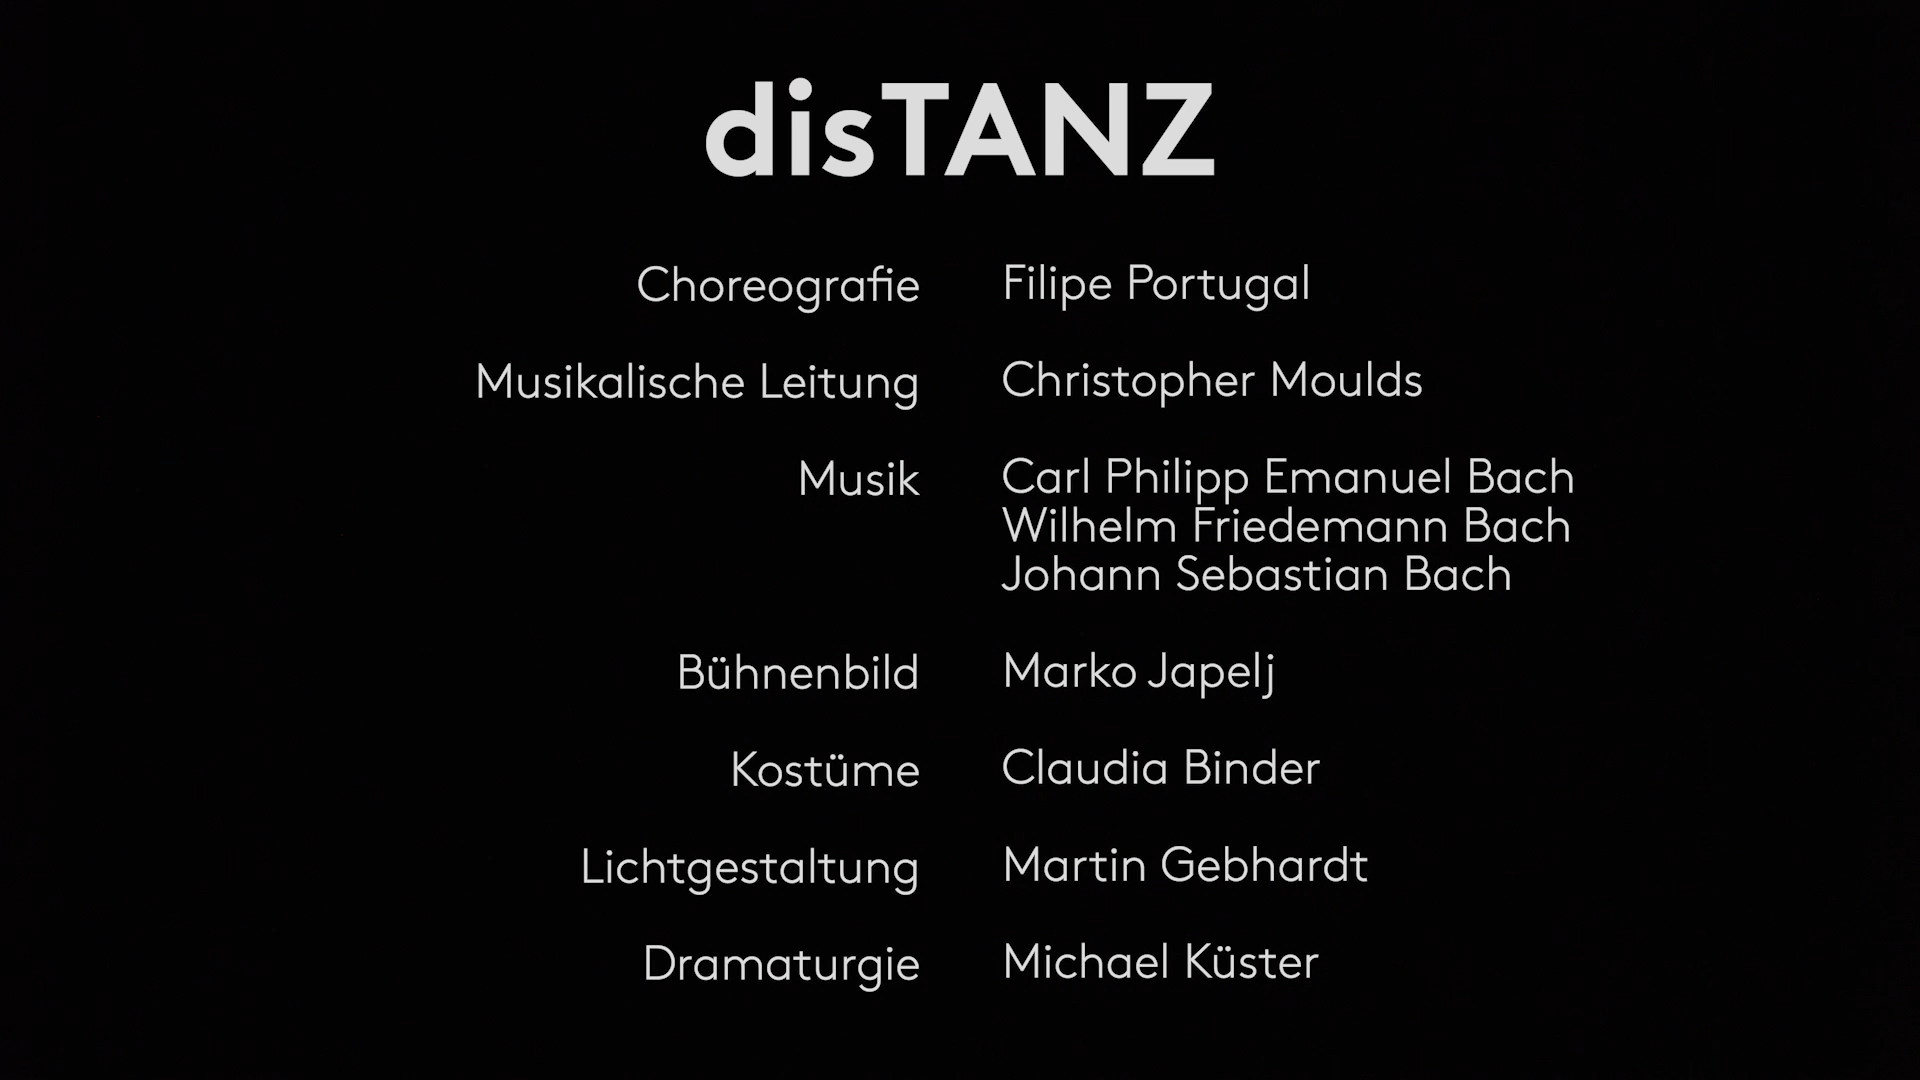 disTANZ
Choreografie Filipe Portugal
Musikalische Leitung Christopher Moulds
Musik Carl Philipp Emanuel Bach
Wilhelm Friedemann Bach
Johann Sebastian Bach
Bühnenbild Marko Japelj
Kostüme Claudia Binder
Lichtgestaltung Martin Gebhardt
Dramaturgie Michael Küster